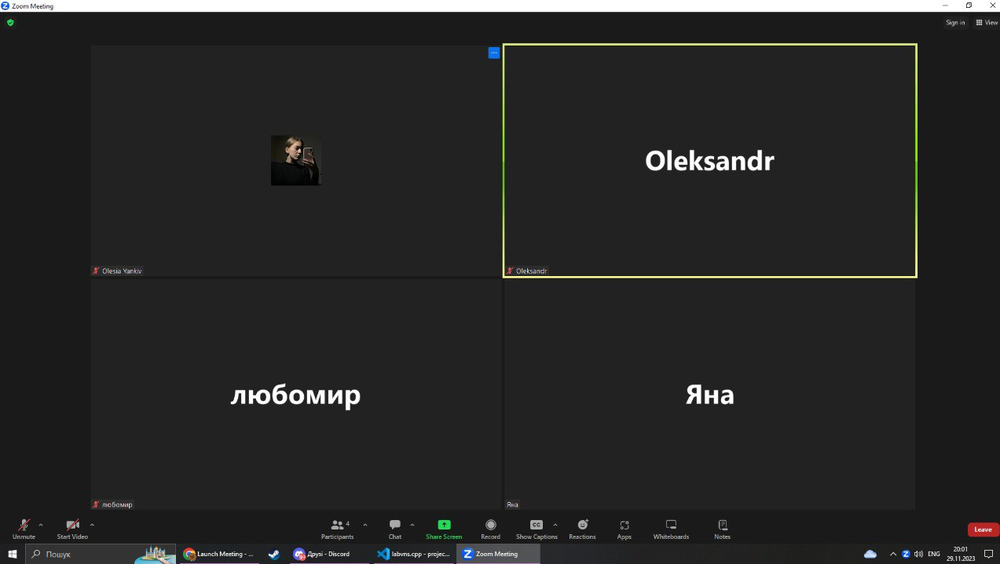 Zoom Meeting
Sign in
View
Oleksandr
Olesia Yankiv
Oleksandr
любомир
Яна
любомир
Яна
4
CC
Unmute
Start Video
Participants
Chat
Share Screen
Record
Show Captions
Reactions
Apps
Whiteboards
Notes
Leave
Пошук
Launch Meeting - ...
Друзі - Discord
labvns.cpp - projec...
Zoom Meeting
ENG
20:01
29.11.2023